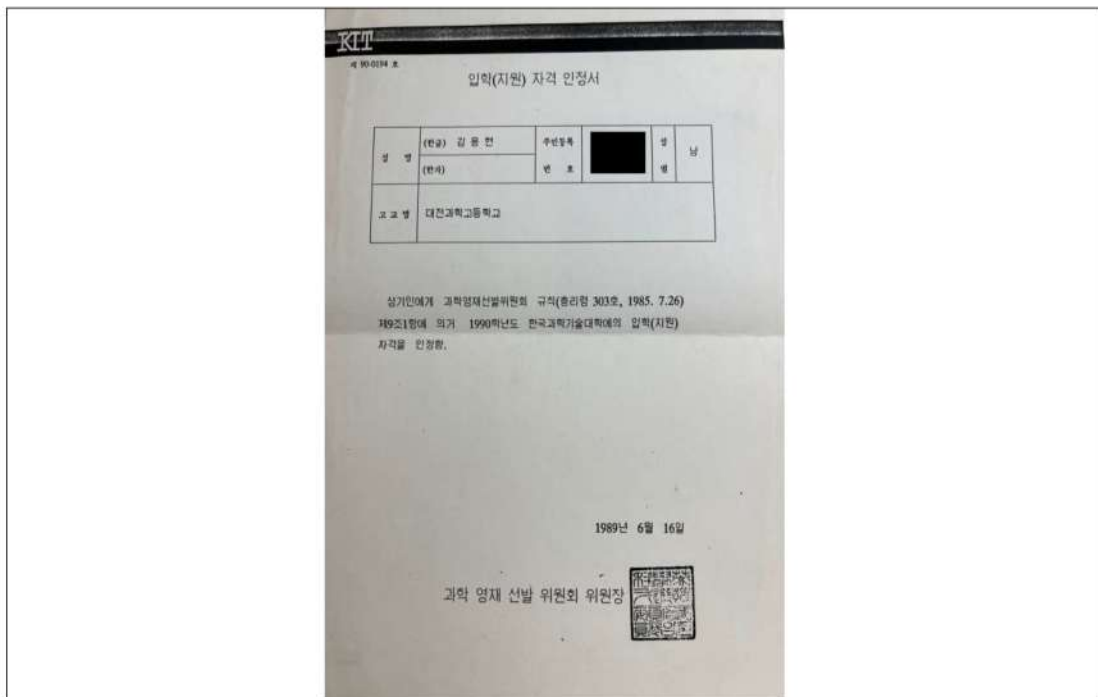 KIT
제 90-0194 호
입학(지원) 자격 인정서
성 명 (한글) 김용현 주민등록번호 성별 남
(한자)
고교명 대전과학고등학교
상기인에게 과학영재선발위원회 규칙(총리령 303호, 1985. 7.26)
제9조1항에 의거 1990학년도 한국과학기술대학에의 입학(지원)
자격을 인정함.
1989년 6월 16일
과학 영재 선발 위원회 위원장